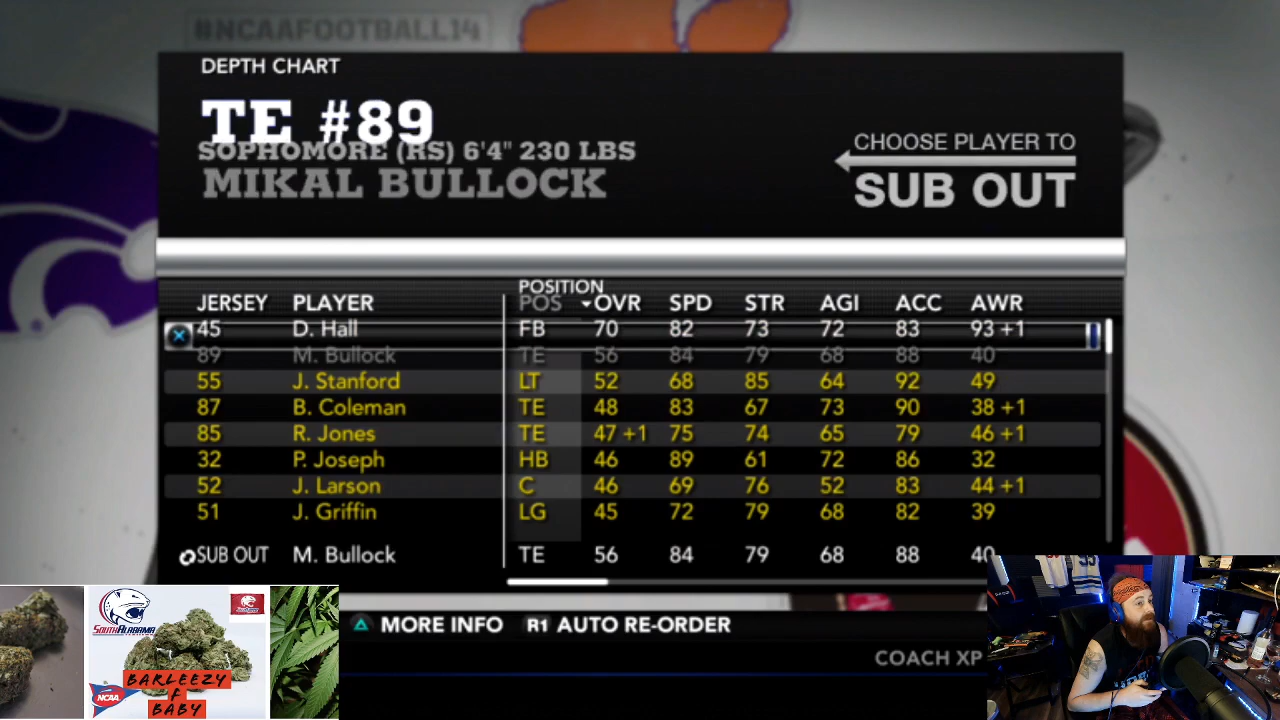 #NCAAFOOTBALL14
DEPTH CHART
TE #89
SOPHOMORE (RS) 6'4" 230 LBS
MIKAL BULLOCK
CHOOSE PLAYER TO
SUB OUT
POSITION
JERSEY PLAYER POS OVR SPD STR AGI ACC AWR
45 D. Hall FB 70 82 73 72 83 93 +1
89 M. Bullock TE 56 84 79 68 88 40
55 J. Stanford LT 52 68 85 64 92 49
87 B. Coleman TE 48 83 67 73 90 38 +1
85 R. Jones TE 47 +1 75 74 65 79 46 +1
32 P. Joseph HB 46 89 61 72 86 32
52 J. Larson C 46 69 76 52 83 44 +1
51 J. Griffin LG 45 72 79 68 82 39
SUB OUT M. Bullock TE 56 84 79 68 88 40
MORE INFO R1 AUTO RE-ORDER
COACH XP
SOUTH ALABAMA
BARLEEZY
F
BABY
NCAA